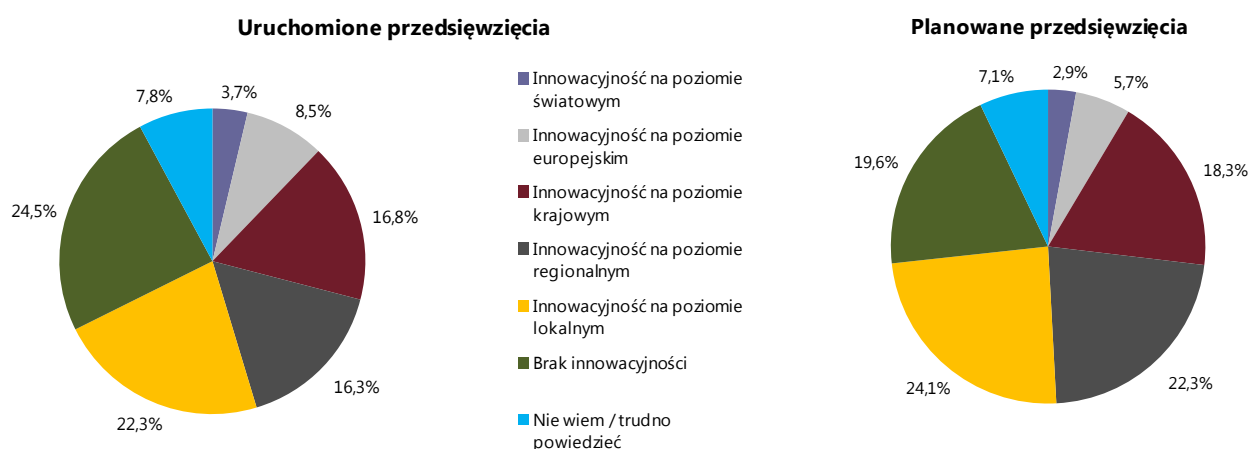 Uruchomione przedsięwzięcia
7,8%
3,7%
8,5%
16,8%
16,3%
22,3%
24,5%
Innowacyjność na poziomie
światowym
Innowacyjność na poziomie
europejskim
Innowacyjność na poziomie
krajowym
Innowacyjność na poziomie
regionalnym
Innowacyjność na poziomie
lokalnym
Brak innowacyjności
Nie wiem / trudno
powiedzieć
Planowane przedsięwzięcia
7,1%
2,9%
5,7%
18,3%
22,3%
24,1%
19,6%